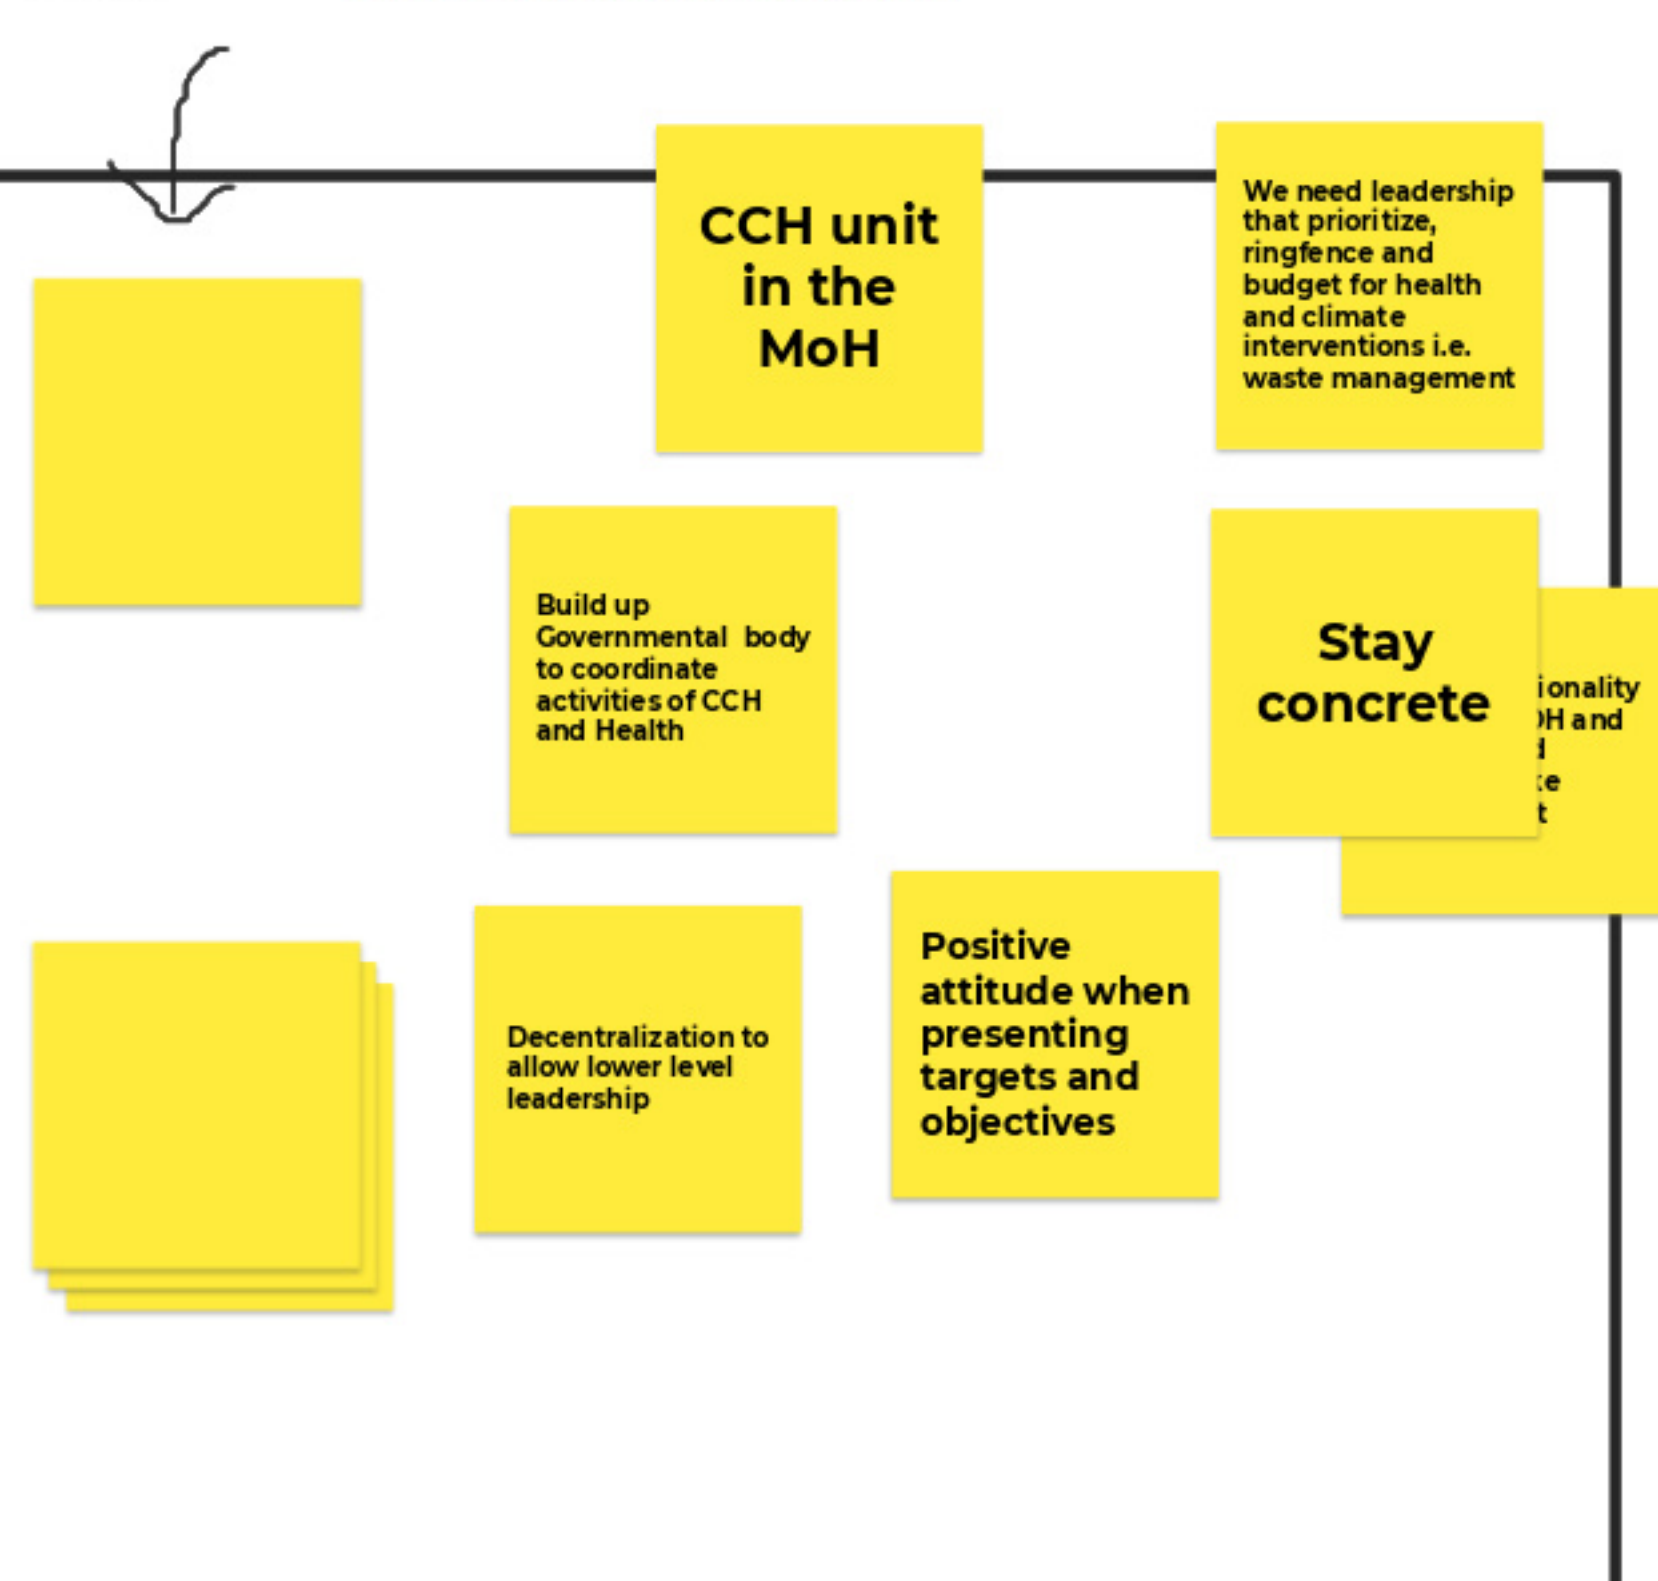 CCH unit
in the
MoH
We need leadership
that prioritize,
ringfence and
budget for health
and climate
interventions i.e.
waste management
Build up
Governmental  body
to coordinate
activities of CCH
and Health
Stay
concrete
and
Decentralization to
allow lower level
leadership
Positive
attitude when
presenting
targets and
objectives